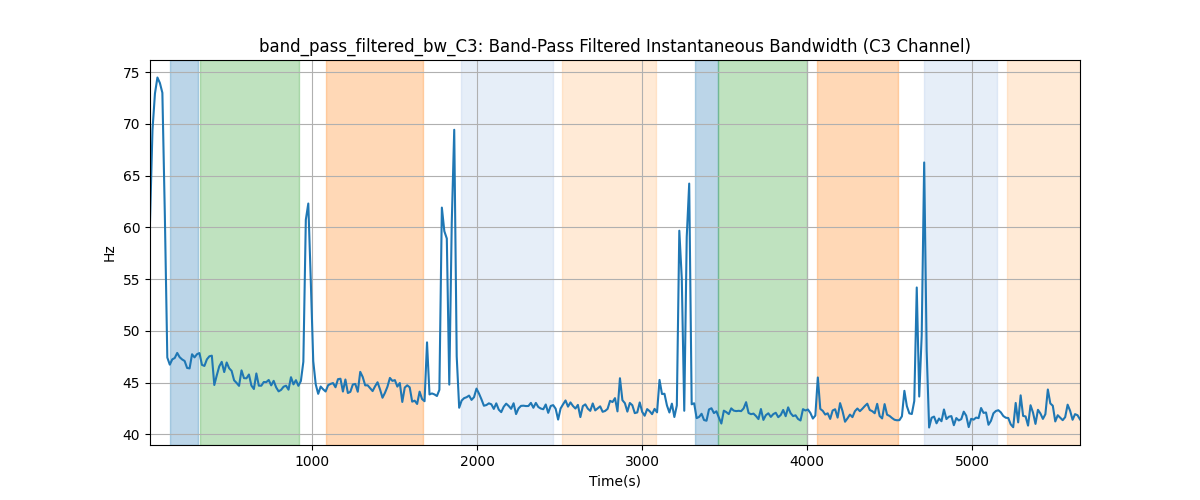 band_pass_filtered_bw_C3: Band-Pass Filtered Instantaneous Bandwidth (C3 Channel)
75
70
65
60
55
50
45
40
Hz
1000 2000 3000 4000 5000
Time(s)